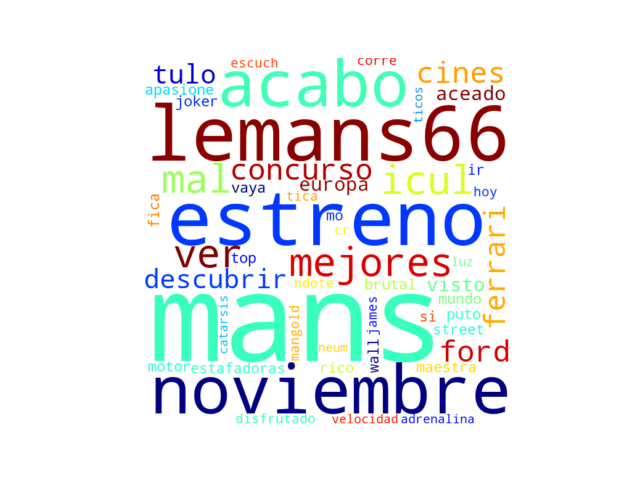 escuch corre
tulo acabo cines
apasione joker ticos aceado
lemans66
concurso ir
mal vaya europa icul hoy
fica tica
estreno mo cr ferrari
ver top mejores luz
descubrir ndote brutal visto
mans mundo
catarsis mangold james si puto
street
neum wall ford
motor estafadoras rico maestra
noviembre
disfrutado velocidad adrenalina